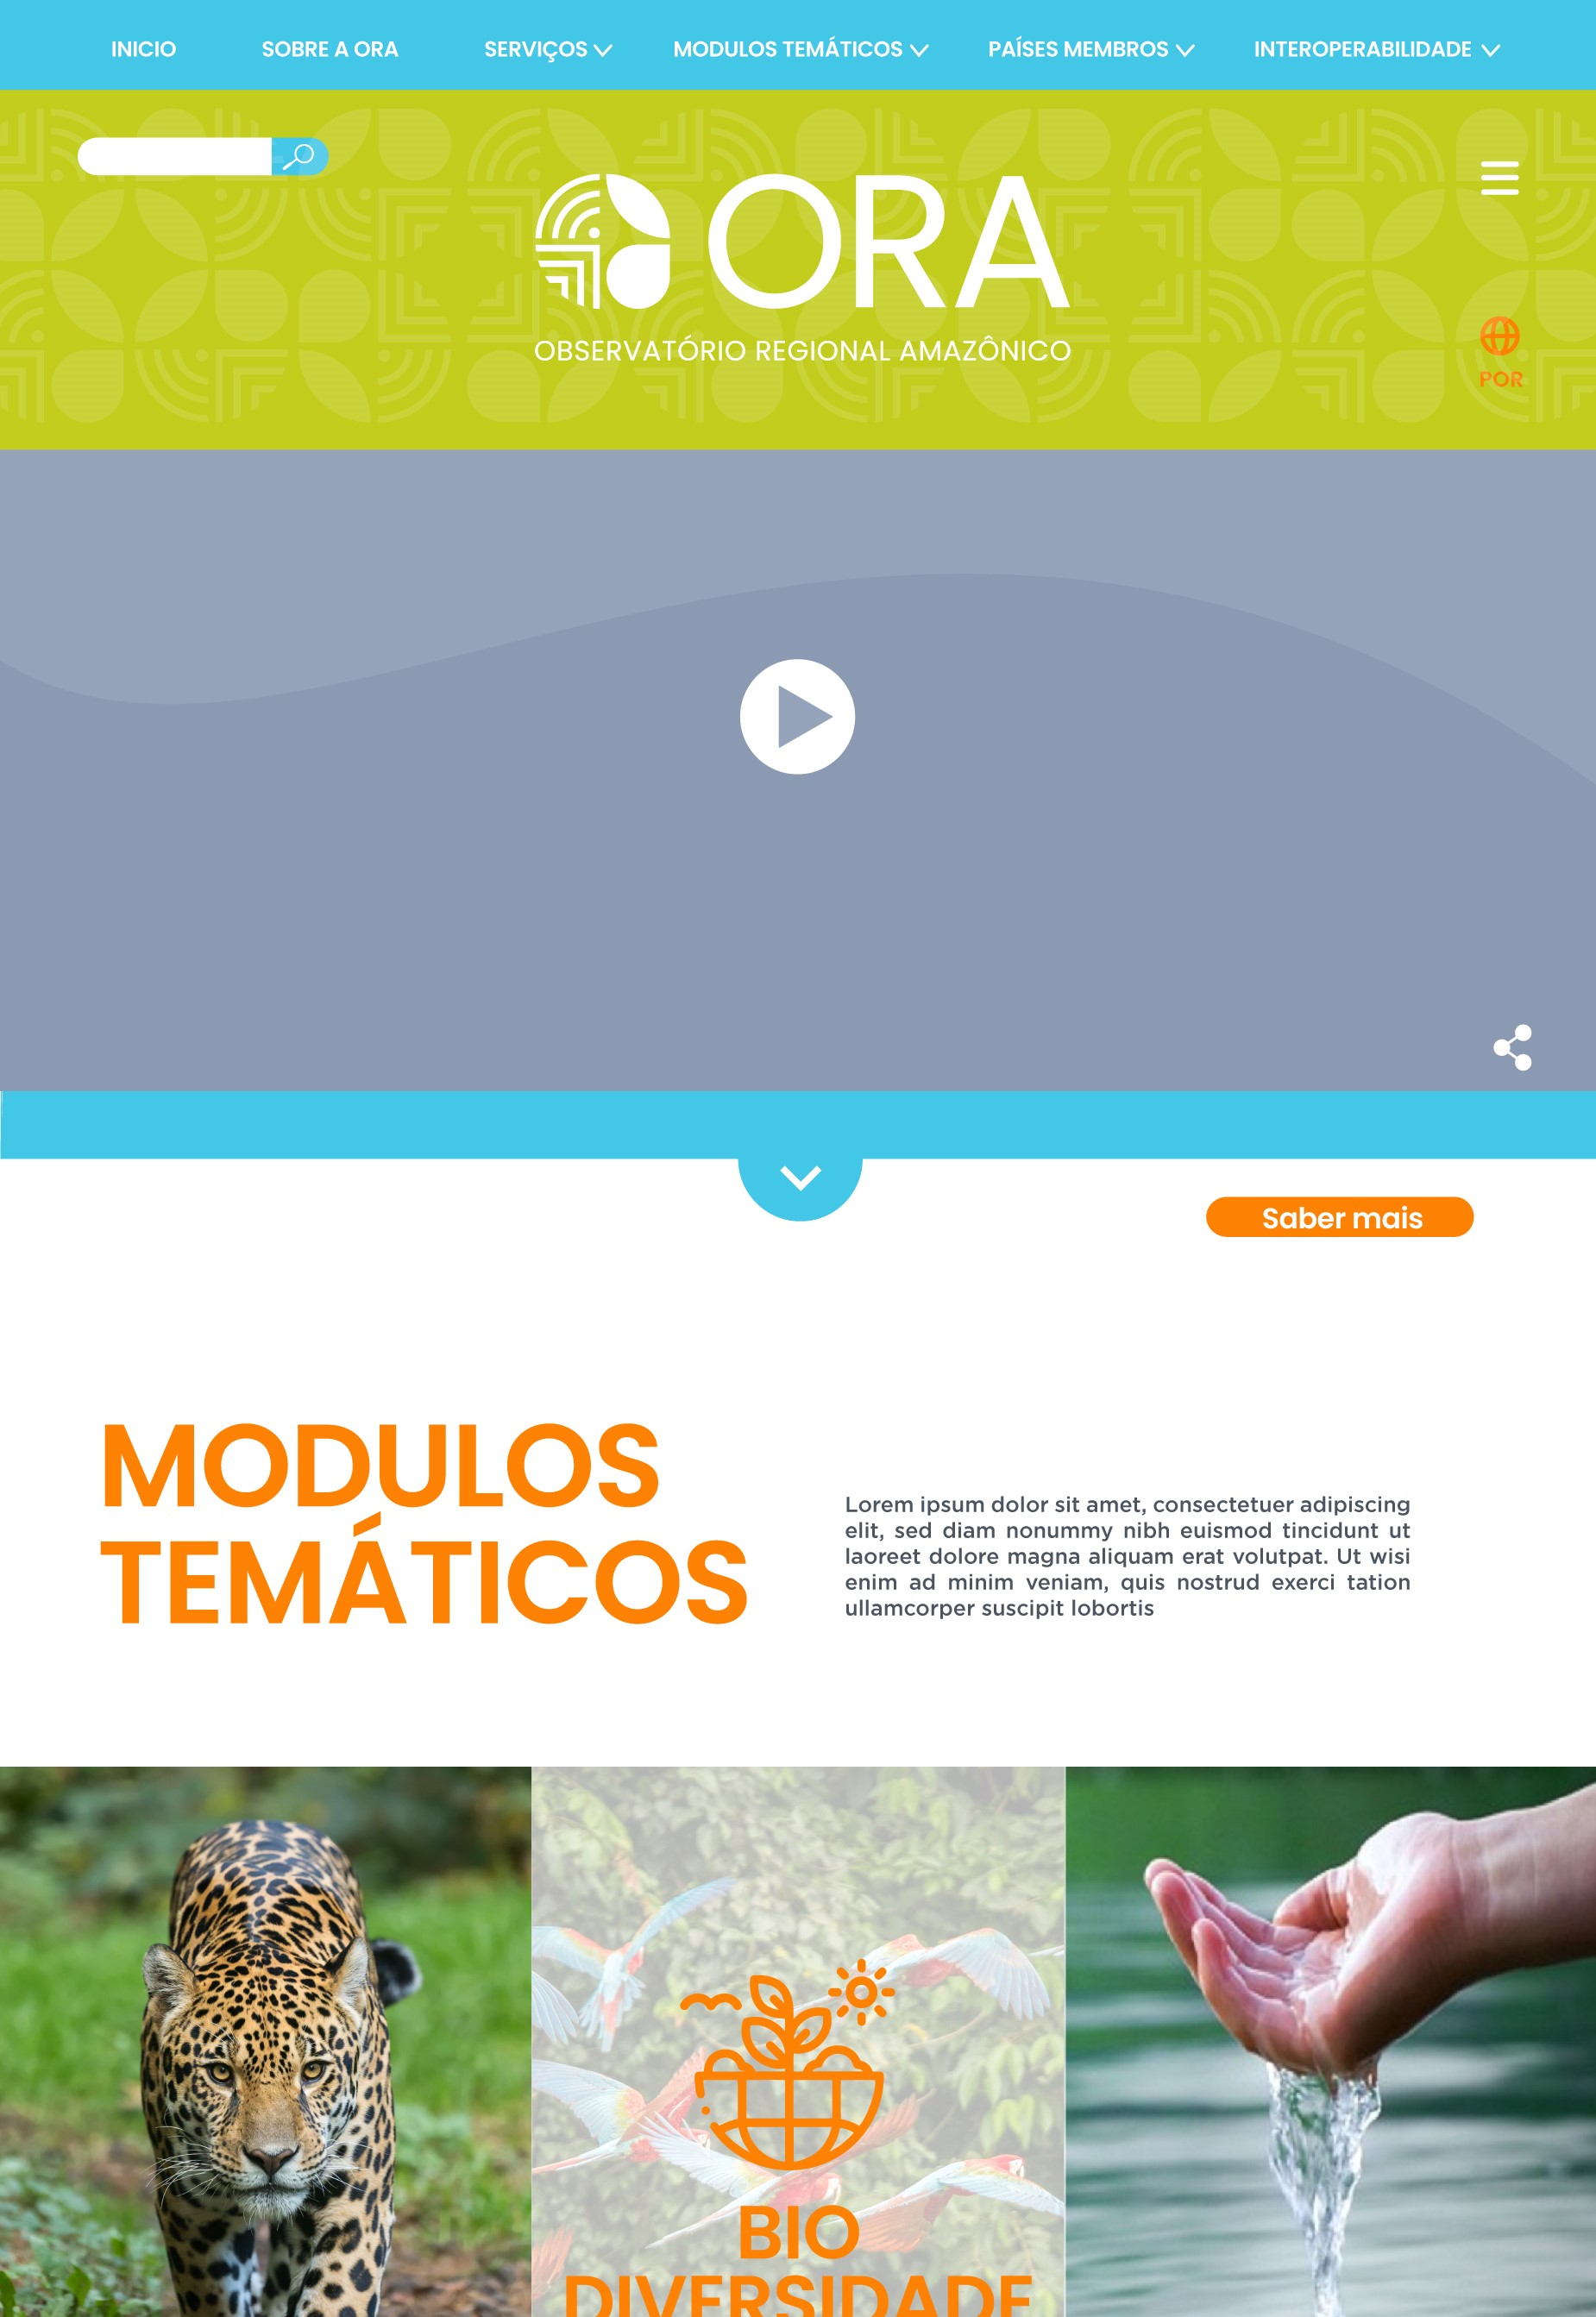 INICIO
SOBRE A ORA
SERVIÇOS
MODULOS TEMÁTICOS
PAÍSES MEMBROS
INTEROPERABILIDADE
ORA
OBSERVATÓRIO REGIONAL AMAZÔNICO
POR
Saber mais
MODULOS
TEMÁTICOS
Lorem ipsum dolor sit amet, consectetuer adipiscing
elit, sed diam nonummy nibh euismod tincidunt ut
laoreet dolore magna aliquam erat volutpat. Ut wisi
enim ad minim veniam, quis nostrud exerci tation
ullamcorper suscipit lobortis
BIO
DIVERSIDADE